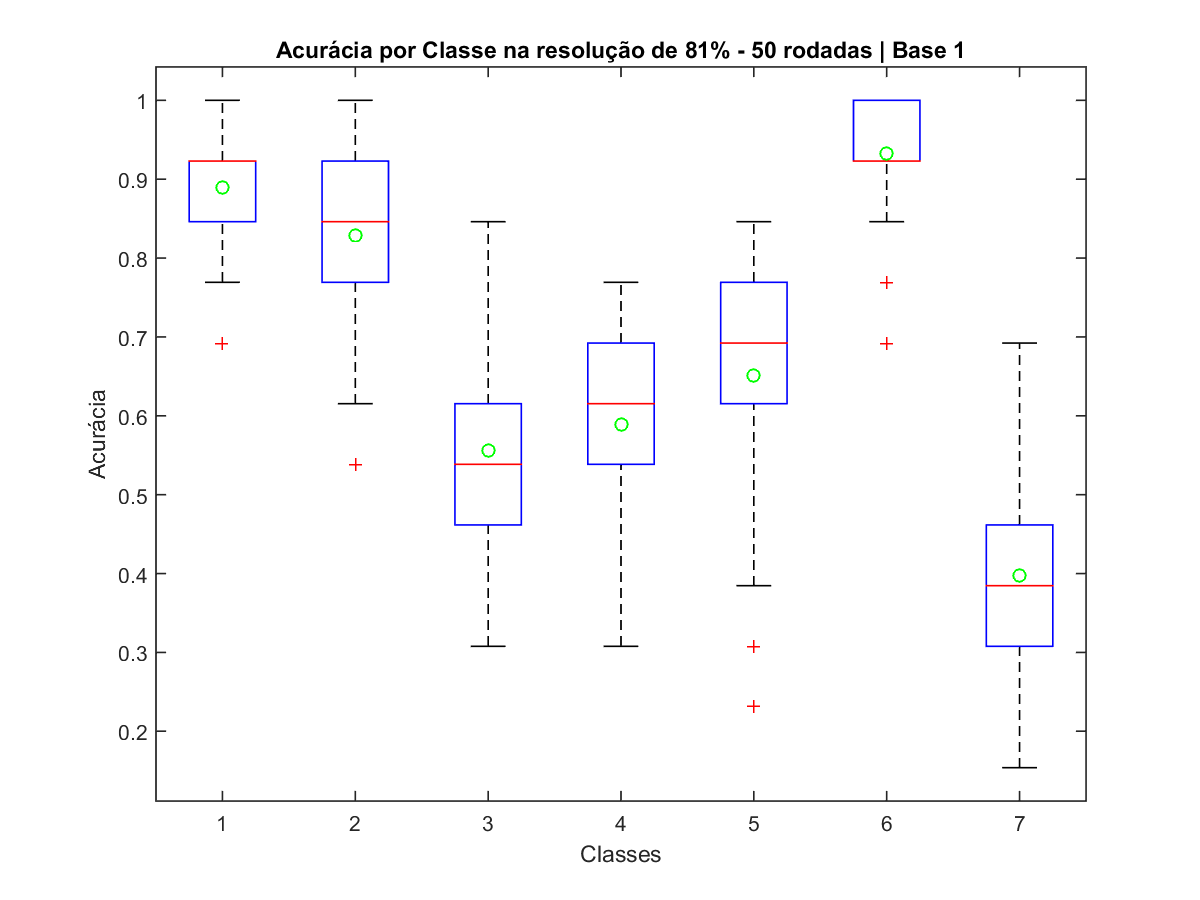 Acurácia por Classe na resolução de 81% - 50 rodadas | Base 1
1
0.9
0.8
0.7
0.6
0.5
0.4
0.3
0.2
Acurácia
1 2 3 4 5 6 7
Classes